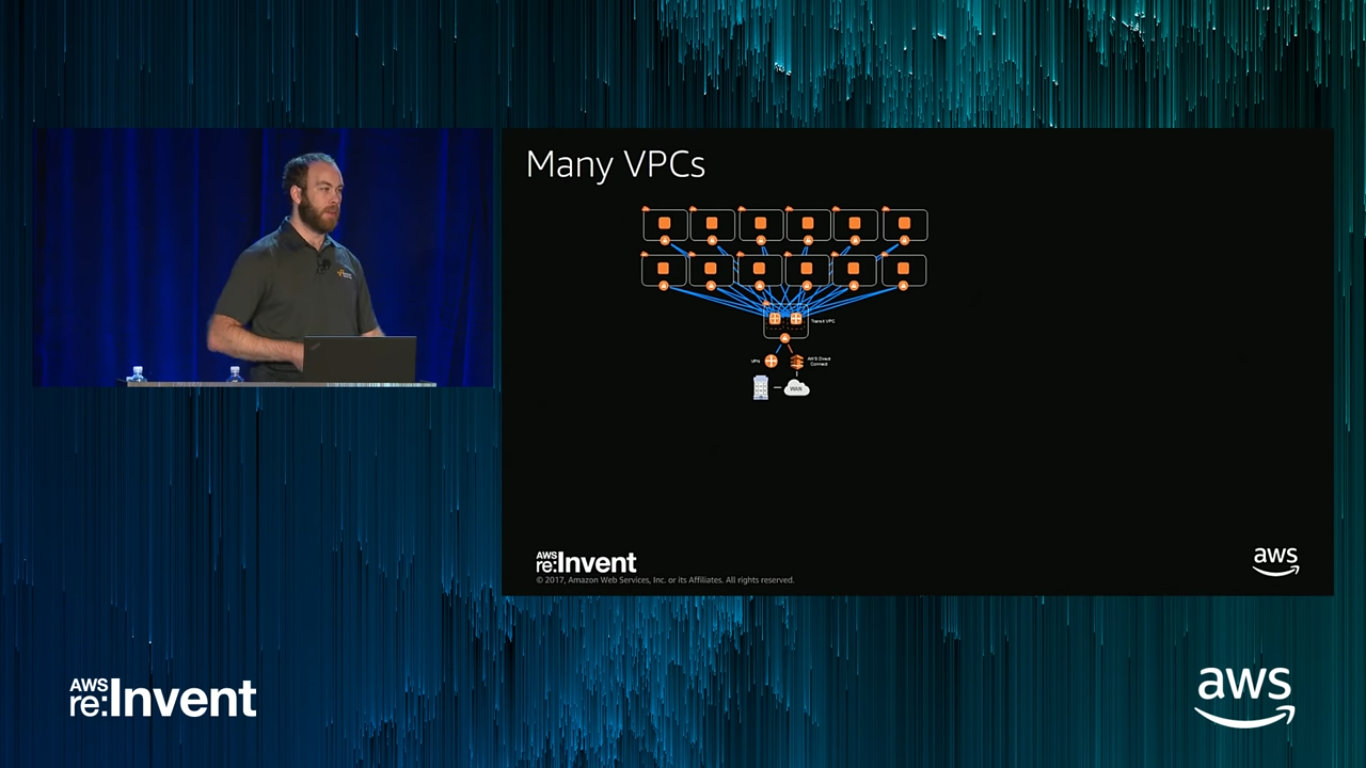 Many VPCs
Transit VPC
VPN
AWS Direct
Connect
WAN
AWS
re:Invent
© 2017, Amazon Web Services, Inc. or its Affiliates. All rights reserved.
aws
AWS
re:Invent
aws